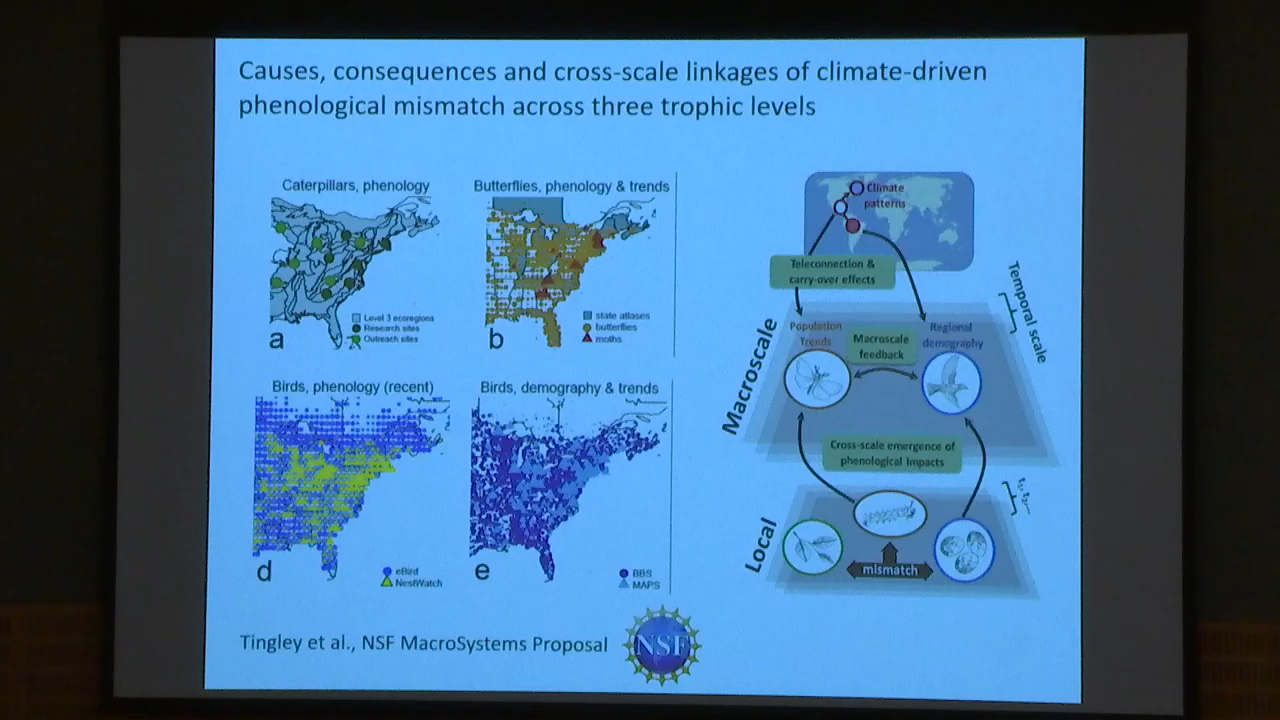 Causes, consequences and cross-scale linkages of climate-driven
phenological mismatch across three trophic levels
Caterpillars, phenology
Level 3 ecoregions
Research sites
Outreach sites
a
Butterflies, phenology & trends
state atlases
butterflies
moths
b
Birds, phenology (recent)
eBird
NestWatch
d
Birds, demography & trends
BBS
MAPS
e
Climate
patterns
Teleconnection &
carry-over effects
Temporal scale
Macroscale
Population
Trends
Macroscale
feedback
Regional
demography
Cross-scale emergence of
phenological Impacts
Local
mismatch
Tingley et al., NSF MacroSystems Proposal
NSF